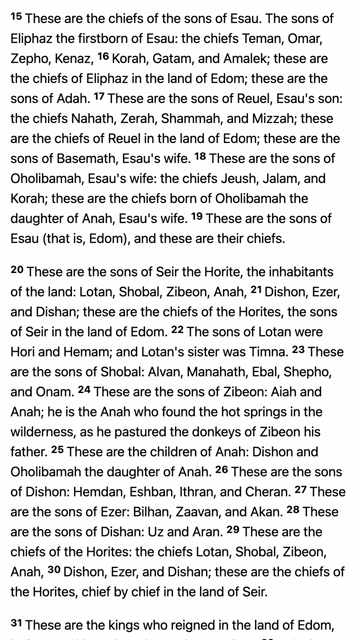 15 These are the chiefs of the sons of Esau. The sons of
Eliphaz the firstborn of Esau: the chiefs Teman, Omar,
Zepho, Kenaz, 16 Korah, Gatam, and Amalek; these are
the chiefs of Eliphaz in the land of Edom; these are the
sons of Adah. 17 These are the sons of Reuel, Esau's son:
the chiefs Nahath, Zerah, Shammah, and Mizzah; these
are the chiefs of Reuel in the land of Edom; these are the
sons of Basemath, Esau's wife. 18 These are the sons of
Oholibamah, Esau's wife: the chiefs Jeush, Jalam, and
Korah; these are the chiefs born of Oholibamah the
daughter of Anah, Esau's wife. 19 These are the sons of
Esau (that is, Edom), and these are their chiefs.
20 These are the sons of Seir the Horite, the inhabitants
of the land: Lotan, Shobal, Zibeon, Anah, 21 Dishon, Ezer,
and Dishan; these are the chiefs of the Horites, the sons
of Seir in the land of Edom. 22 The sons of Lotan were
Hori and Hemam; and Lotan's sister was Timna. 23 These
are the sons of Shobal: Alvan, Manahath, Ebal, Shepho,
and Onam. 24 These are the sons of Zibeon: Aiah and
Anah; he is the Anah who found the hot springs in the
wilderness, as he pastured the donkeys of Zibeon his
father. 25 These are the children of Anah: Dishon and
Oholibamah the daughter of Anah. 26 These are the sons
of Dishon: Hemdan, Eshban, Ithran, and Cheran. 27 These
are the sons of Ezer: Bilhan, Zaavan, and Akan. 28 These
are the sons of Dishan: Uz and Aran. 29 These are the
chiefs of the Horites: the chiefs Lotan, Shobal, Zibeon,
Anah, 30 Dishon, Ezer, and Dishan; these are the chiefs of
the Horites, chief by chief in the land of Seir.
31 These are the kings who reigned in the land of Edom,